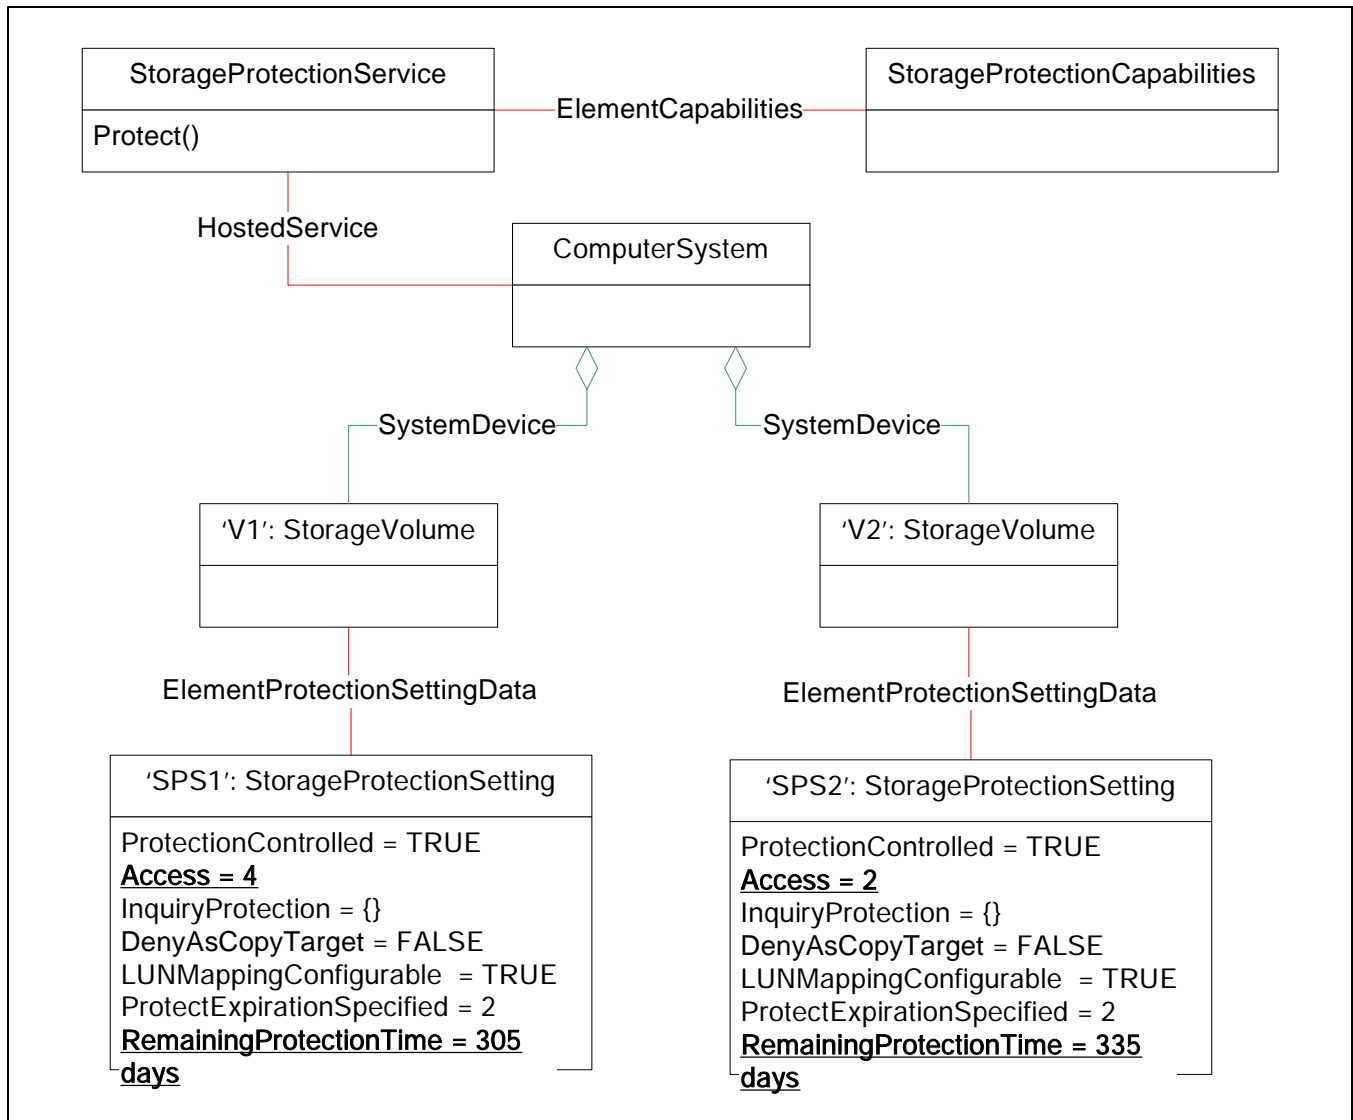 StorageProtectionService
StorageProtectionCapabilities
ElementCapabilities
Protect()
HostedService
ComputerSystem
SystemDevice
SystemDevice
‘V1’: StorageVolume
‘V2’: StorageVolume
ElementProtectionSettingData
ElementProtectionSettingData
‘SPS1’: StorageProtectionSetting
ProtectionControlled = TRUE
Access = 4
InquiryProtection = {}
DenyAsCopyTarget = FALSE
LUNMappingConfigurable = TRUE
ProtectExpirationSpecified = 2
RemainingProtectionTime = 305
days
‘SPS2’: StorageProtectionSetting
ProtectionControlled = TRUE
Access = 2
InquiryProtection = {}
DenyAsCopyTarget = FALSE
LUNMappingConfigurable = TRUE
ProtectExpirationSpecified = 2
RemainingProtectionTime = 335
days